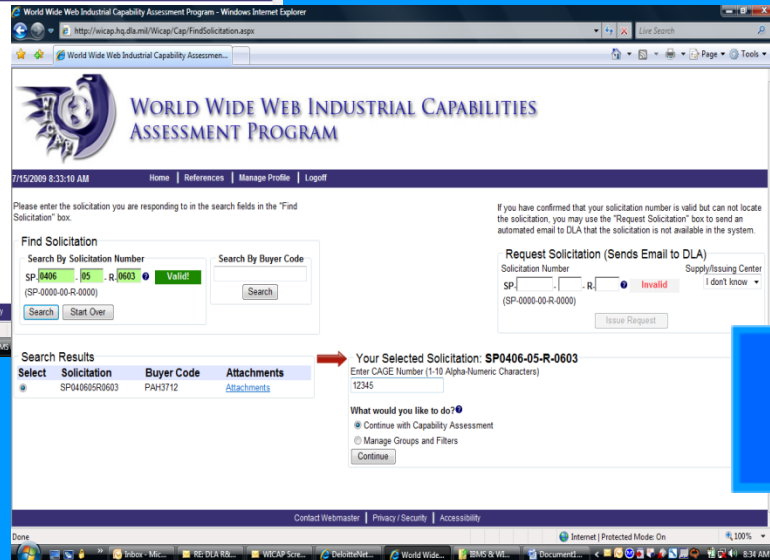 World Wide Web Industrial Capability Assessment Program - Windows Internet Explorer
http://wicap.hq.dla.mil/Wicap/Cap/FindSolicitation.aspx
Live Search
World Wide Web Industrial Capability Assessmen...
Page
Tools
WORLD WIDE WEB INDUSTRIAL CAPABILITIES
ASSESSMENT PROGRAM
7/15/2009 8:33:10 AM
Home | References | Manage Profile | Logoff
Please enter the solicitation you are responding to in the search fields in the "Find
Solicitation" box.
If you have confirmed that your solicitation number is valid but can not locate
the solicitation, you may use the "Request Solicitation" box to send an
automated email to DLA that the solicitation is not available in the system.
Find Solicitation
Search By Solicitation Number
SP-0406 - 05 - R-0603 Valid!
(SP-0000-00-R-0000)
Search Start Over
Search By Buyer Code
Search
Request Solicitation (Sends Email to DLA)
Solicitation Number
Supply/Issuing Center
SP- - - R- Invalid
I don't know
(SP-0000-00-R-0000)
Issue Request
Search Results
Select Solicitation Buyer Code Attachments
SP040605R0603 PAH3712 Attachments
Your Selected Solicitation: SP0406-05-R-0603
Enter CAGE Number (1-10 Alpha-Numeric Characters)
12345
What would you like to do?
Continue with Capability Assessment
Manage Groups and Filters
Continue
Contact Webmaster | Privacy / Security | Accessibility
Done
Internet | Protected Mode: On
100%
Inbox - Mic...
RE: DLA R&...
WICAP Scre...
DeloitteNet...
World Wide...
IBMS & WI...
Document1...
8:34 AM